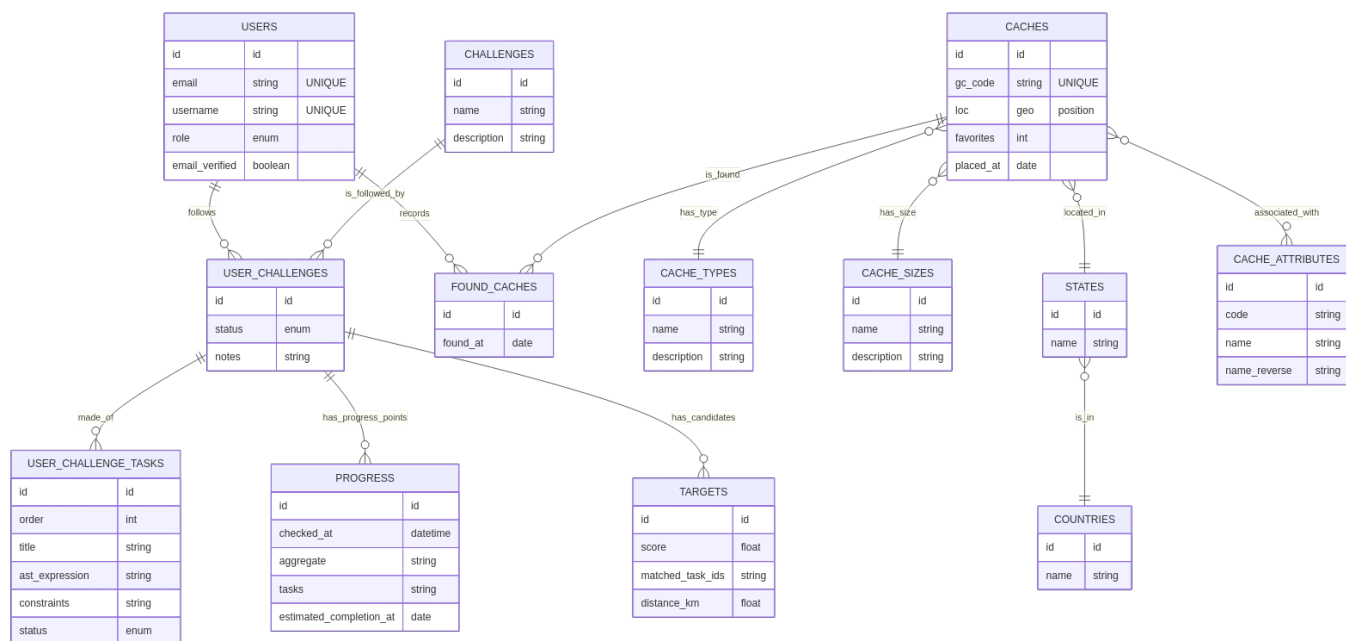 USERS
id id
email string UNIQUE
username string UNIQUE
role enum
email_verified boolean
CHALLENGES
id id
name string
description string
CACHES
id id
gc_code string UNIQUE
loc geo position
favorites int
placed_at date
is_found
is_followed_by
follows
records
has_type
has_size
located_in
associated_with
USER_CHALLENGES
id id
status enum
notes string
FOUND_CACHES
id id
found_at date
CACHE_TYPES
id id
name string
description string
CACHE_SIZES
id id
name string
description string
STATES
id id
name string
CACHE_ATTRIBUTES
id id
code string
name string
name_reverse string
made_of
has_progress_points
has_candidates
is_in
USER_CHALLENGE_TASKS
id id
order int
title string
ast_expression string
constraints string
status enum
PROGRESS
id id
checked_at datetime
aggregate string
tasks string
estimated_completion_at date
TARGETS
id id
score float
matched_task_ids string
distance_km float
COUNTRIES
id id
name string